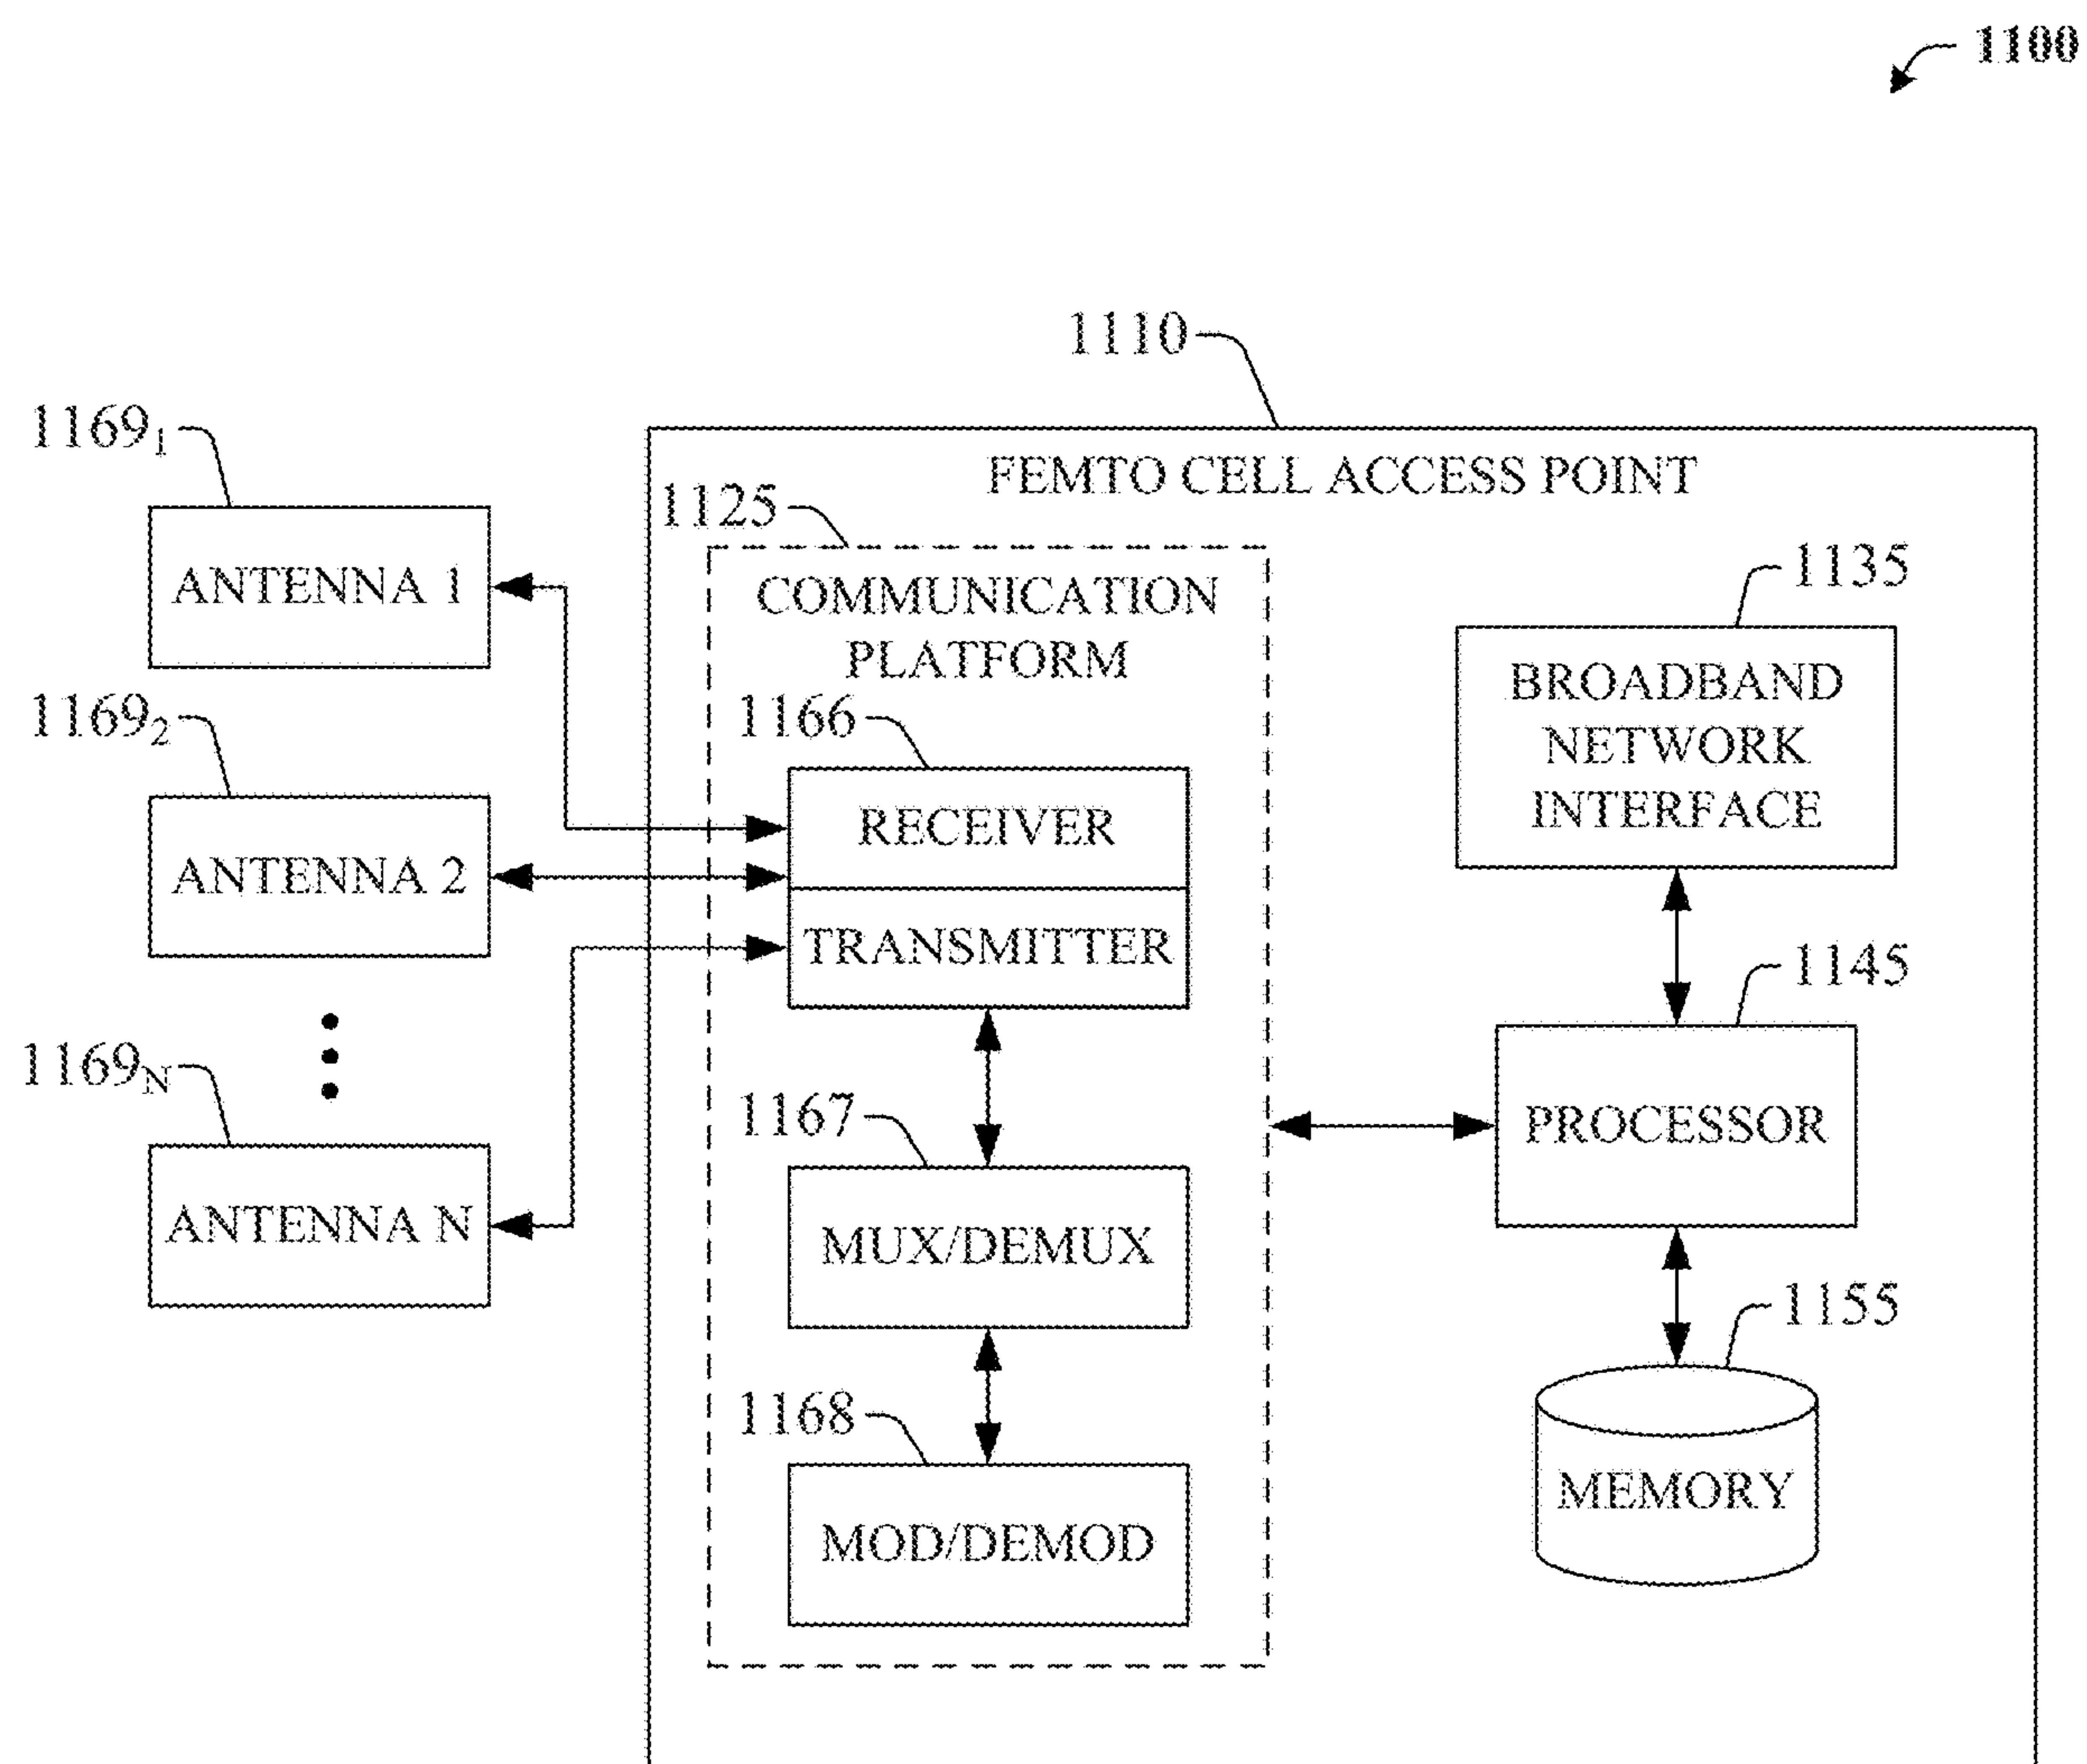 1100
1110
1169₁
FEMTO CELL ACCESS POINT
1125
ANTENNA 1
COMMUNICATION
PLATFORM
1135
BROADBAND
NETWORK
INTERFACE
1169₂
1166
RECEIVER
ANTENNA 2
TRANSMITTER
1145
PROCESSOR
1169N
1167
ANTENNA N
MUX/DEMUX
1155
MEMORY
1168
MOD/DEMOD